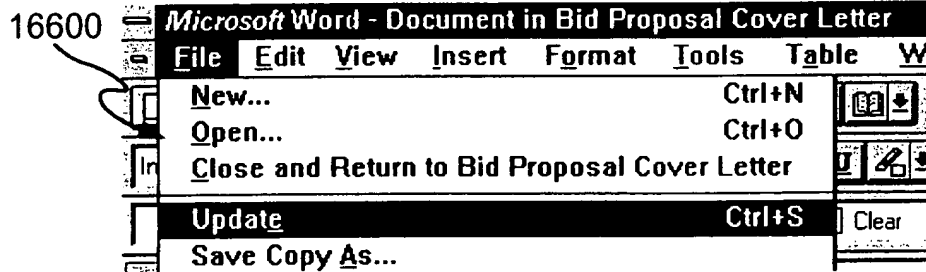 16600
Microsoft Word - Document in Bid Proposal Cover Letter
File Edit View Insert Format Tools Table W
New... Ctrl+N
Open... Ctrl+O
In Close and Return to Bid Proposal Cover Letter U
Update Ctrl+S Clear
Save Copy As...